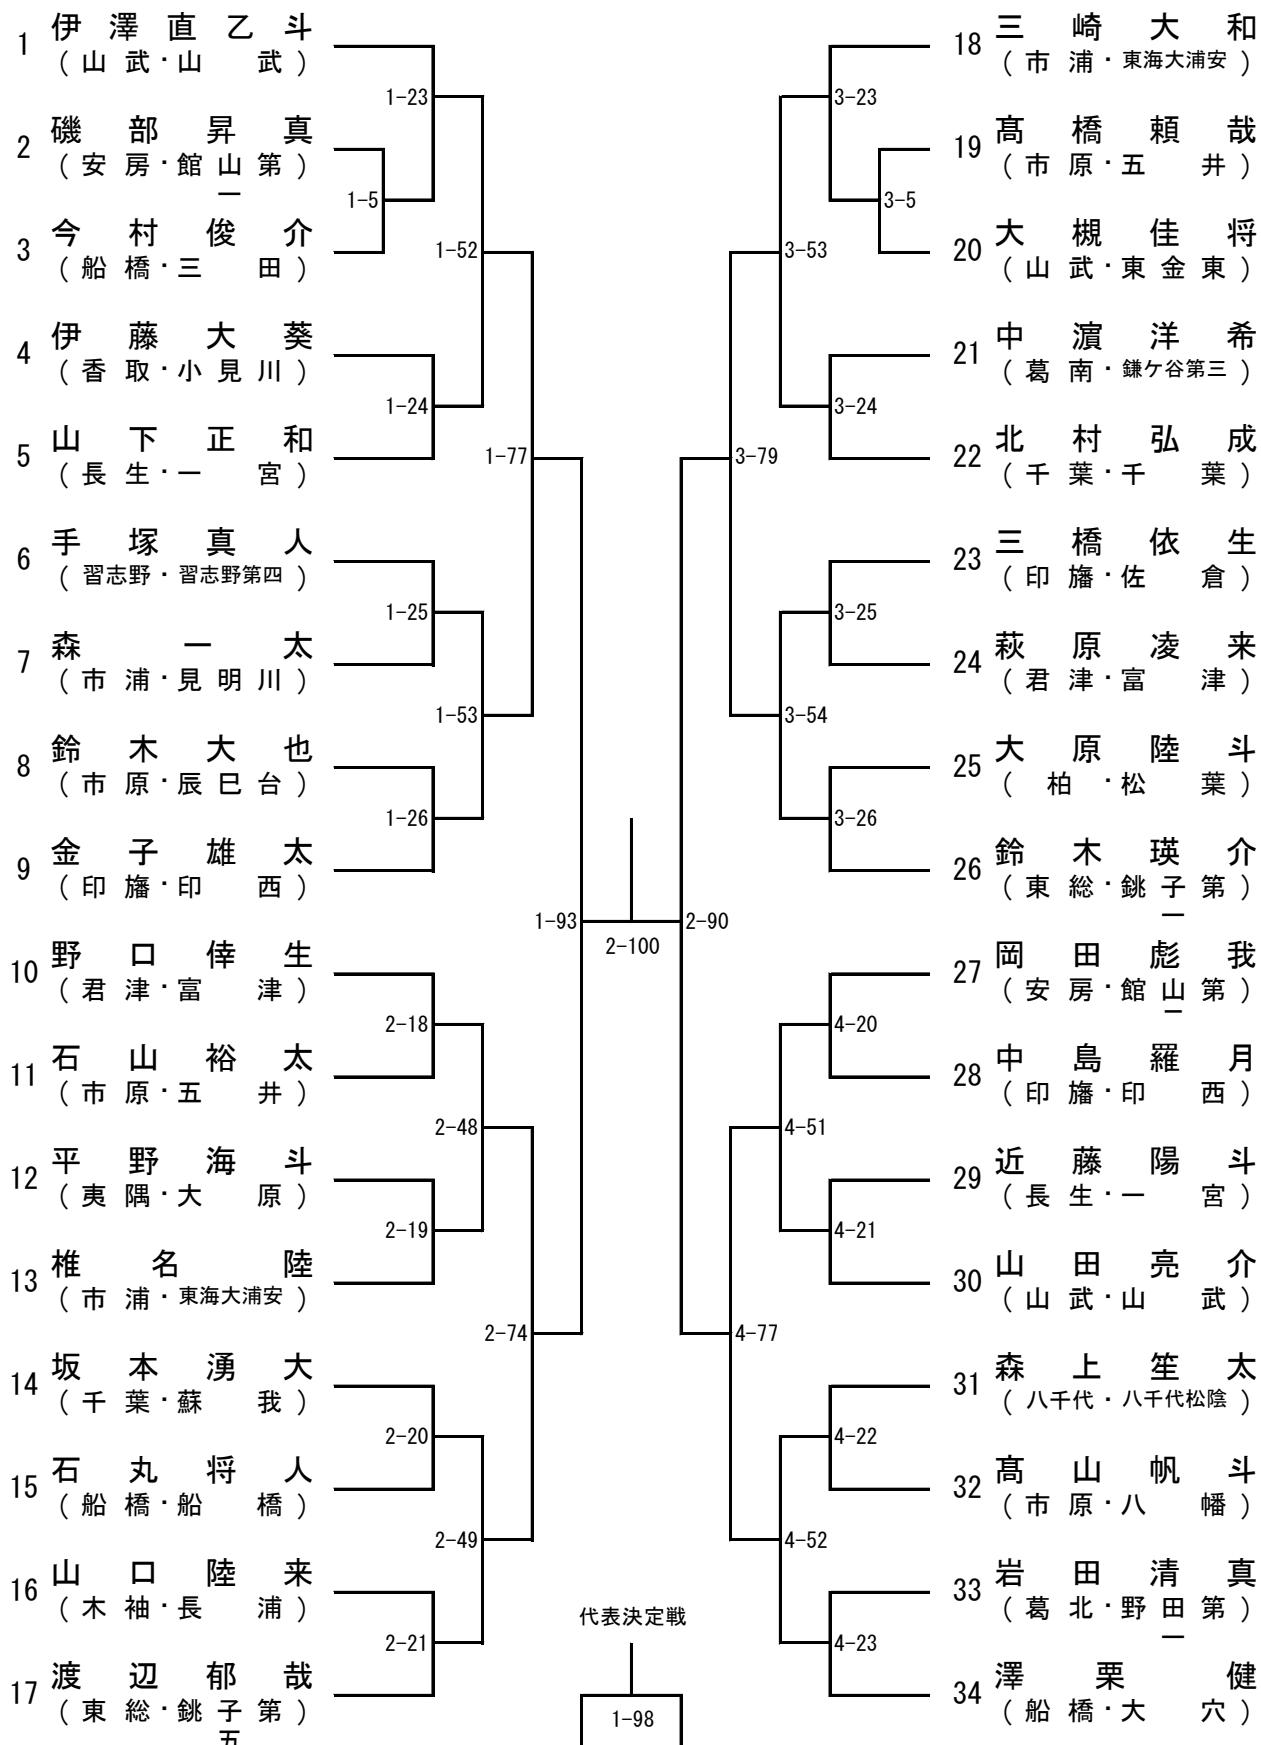 1 伊澤直乙斗
(山武・山武)
2 磯部昇真
(安房・館山第一)
3 今村俊介
(船橋・三田)
4 伊藤大葵
(香取・小見川)
5 山下正和
(長生・一宮)
6 手塚真人
(習志野・習志野第四)
7 森一太
(市浦・見明川)
8 鈴木大也
(市原・辰巳台)
9 金子雄太
(印旛・印西)
10 野口倖生
(君津・富津)
11 石山裕太
(市原・五井)
12 平野海斗
(夷隅・大原)
13 椎名陸
(市浦・東海大浦安)
14 坂本湧大
(千葉・蘇我)
15 石丸将人
(船橋・船橋)
16 山口陸来
(木袖・長浦)
17 渡辺郁哉
(東総・銚子第五)
1-23
1-5
1-52
1-24
1-77
1-25
1-53
1-26
1-93
2-18
2-48
2-19
2-74
2-20
2-49
2-21
2-100
代表決定戦
1-98
3-23
3-5
3-53
3-24
3-79
3-25
3-54
3-26
2-90
4-20
4-51
4-21
4-77
4-22
4-52
4-23
18 三崎大和
(市浦・東海大浦安)
19 髙橋頼哉
(市原・五井)
20 大槻佳将
(山武・東金東)
21 中濵洋希
(葛南・鎌ケ谷第三)
22 北村弘成
(千葉・千葉)
23 三橋依生
(印旛・佐倉)
24 萩原凌来
(君津・富津)
25 大原陸斗
(柏・松葉)
26 鈴木瑛介
(東総・銚子第一)
27 岡田彪我
(安房・館山第一)
28 中島羅月
(印旛・印西)
29 近藤陽斗
(長生・一宮)
30 山田亮介
(山武・山武)
31 森上笙太
(八千代・八千代松陰)
32 髙山帆斗
(市原・八幡)
33 岩田清真
(葛北・野田第一)
34 澤栗健
(船橋・大穴)